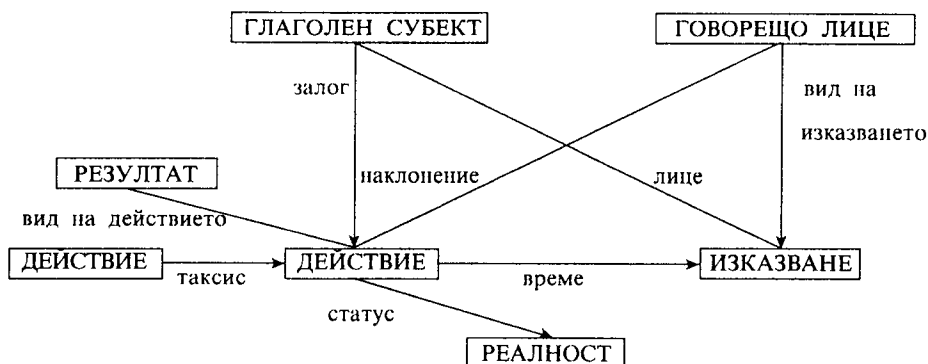 ГЛАГОЛЕН СУБЕКТ
ГОВОРЕЩО ЛИЦЕ
залог
вид на
изказването
РЕЗУЛТАТ
наклонение
лице
вид на действието
ДЕЙСТВИЕ
таксис
ДЕЙСТВИЕ
време
ИЗКАЗВАНЕ
статус
РЕАЛНОСТ